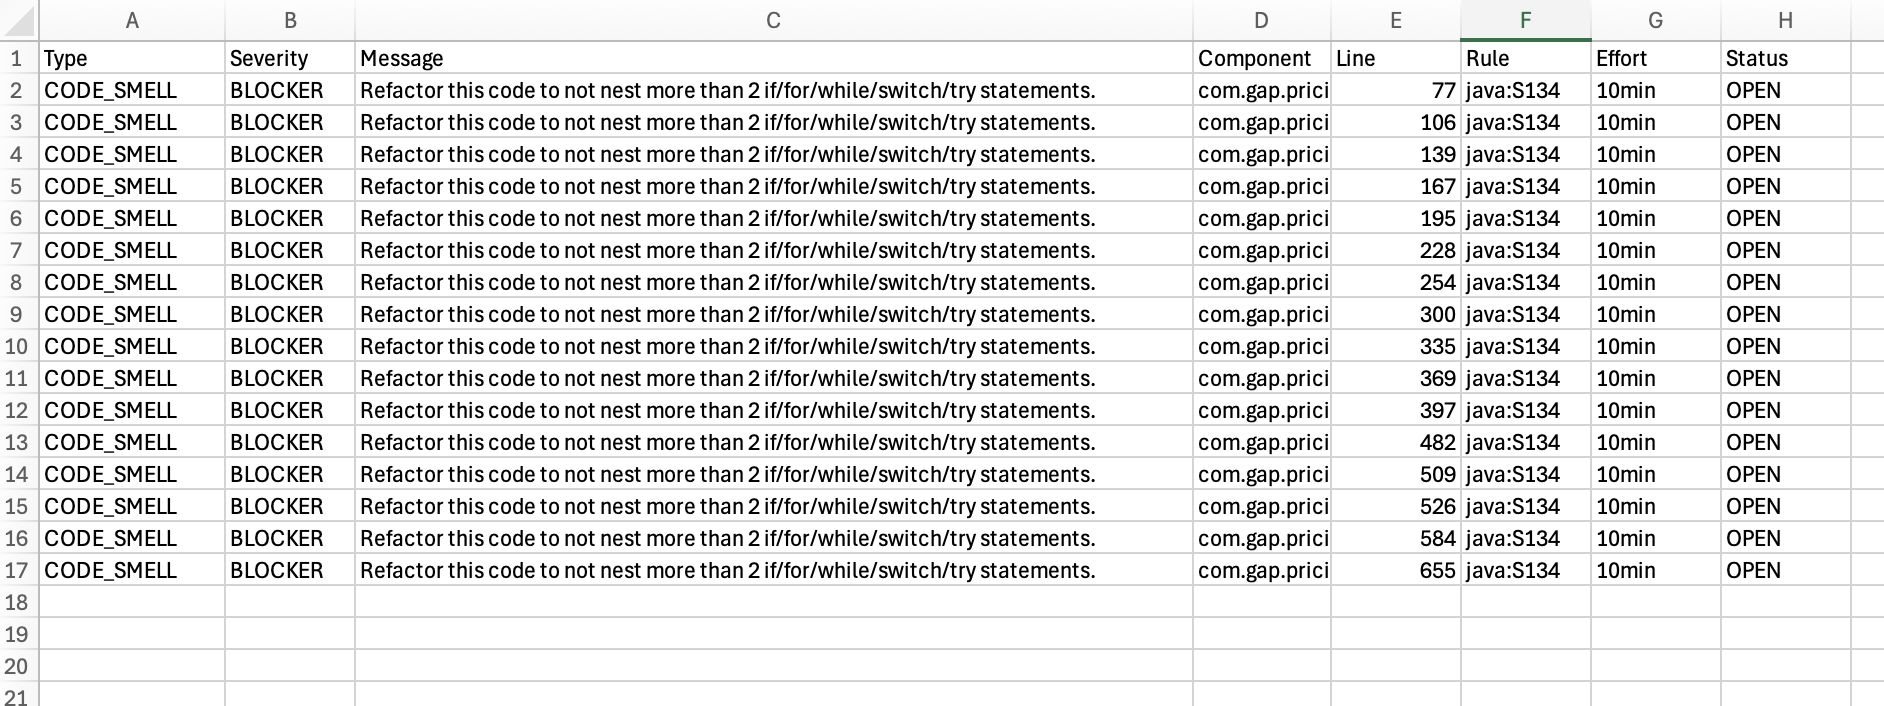 A B C D E F G H
1 Type Severity Message Component Line Rule Effort Status
2 CODE_SMELL BLOCKER Refactor this code to not nest more than 2 if/for/while/switch/try statements. com.gap.prici 77 java:S134 10min OPEN
3 CODE_SMELL BLOCKER Refactor this code to not nest more than 2 if/for/while/switch/try statements. com.gap.prici 106 java:S134 10min OPEN
4 CODE_SMELL BLOCKER Refactor this code to not nest more than 2 if/for/while/switch/try statements. com.gap.prici 139 java:S134 10min OPEN
5 CODE_SMELL BLOCKER Refactor this code to not nest more than 2 if/for/while/switch/try statements. com.gap.prici 167 java:S134 10min OPEN
6 CODE_SMELL BLOCKER Refactor this code to not nest more than 2 if/for/while/switch/try statements. com.gap.prici 195 java:S134 10min OPEN
7 CODE_SMELL BLOCKER Refactor this code to not nest more than 2 if/for/while/switch/try statements. com.gap.prici 228 java:S134 10min OPEN
8 CODE_SMELL BLOCKER Refactor this code to not nest more than 2 if/for/while/switch/try statements. com.gap.prici 254 java:S134 10min OPEN
9 CODE_SMELL BLOCKER Refactor this code to not nest more than 2 if/for/while/switch/try statements. com.gap.prici 300 java:S134 10min OPEN
10 CODE_SMELL BLOCKER Refactor this code to not nest more than 2 if/for/while/switch/try statements. com.gap.prici 335 java:S134 10min OPEN
11 CODE_SMELL BLOCKER Refactor this code to not nest more than 2 if/for/while/switch/try statements. com.gap.prici 369 java:S134 10min OPEN
12 CODE_SMELL BLOCKER Refactor this code to not nest more than 2 if/for/while/switch/try statements. com.gap.prici 397 java:S134 10min OPEN
13 CODE_SMELL BLOCKER Refactor this code to not nest more than 2 if/for/while/switch/try statements. com.gap.prici 482 java:S134 10min OPEN
14 CODE_SMELL BLOCKER Refactor this code to not nest more than 2 if/for/while/switch/try statements. com.gap.prici 509 java:S134 10min OPEN
15 CODE_SMELL BLOCKER Refactor this code to not nest more than 2 if/for/while/switch/try statements. com.gap.prici 526 java:S134 10min OPEN
16 CODE_SMELL BLOCKER Refactor this code to not nest more than 2 if/for/while/switch/try statements. com.gap.prici 584 java:S134 10min OPEN
17 CODE_SMELL BLOCKER Refactor this code to not nest more than 2 if/for/while/switch/try statements. com.gap.prici 655 java:S134 10min OPEN
18
19
20
21